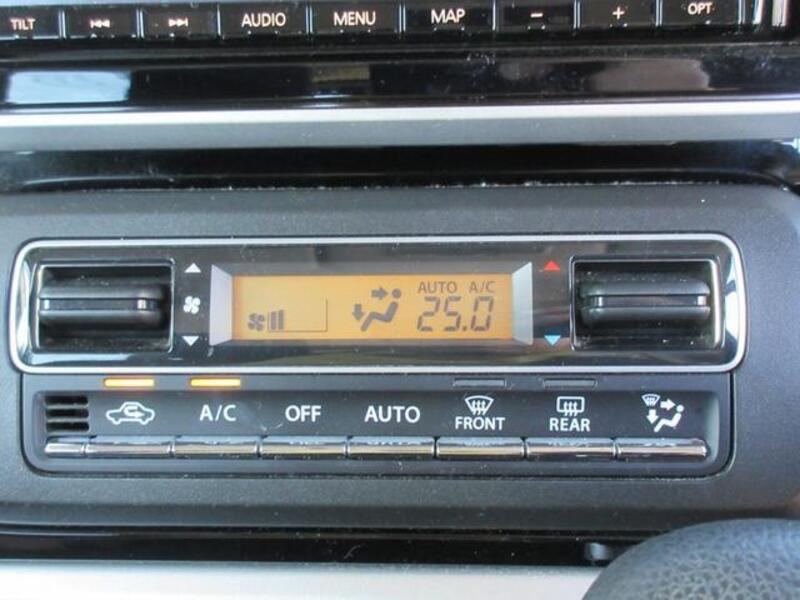 TILT AUDIO MENU MAP − + OPT
AUTO A/C
25.0
A/C OFF AUTO FRONT REAR